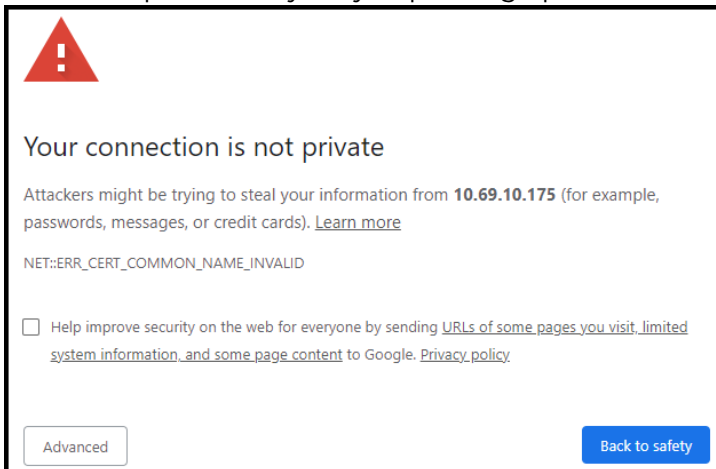 Your connection is not private
Attackers might be trying to steal your information from 10.69.10.175 (for example,
passwords, messages, or credit cards). Learn more
NET::ERR_CERT_COMMON_NAME_INVALID
Help improve security on the web for everyone by sending URLs of some pages you visit, limited
system information, and some page content to Google. Privacy policy
Advanced
Back to safety